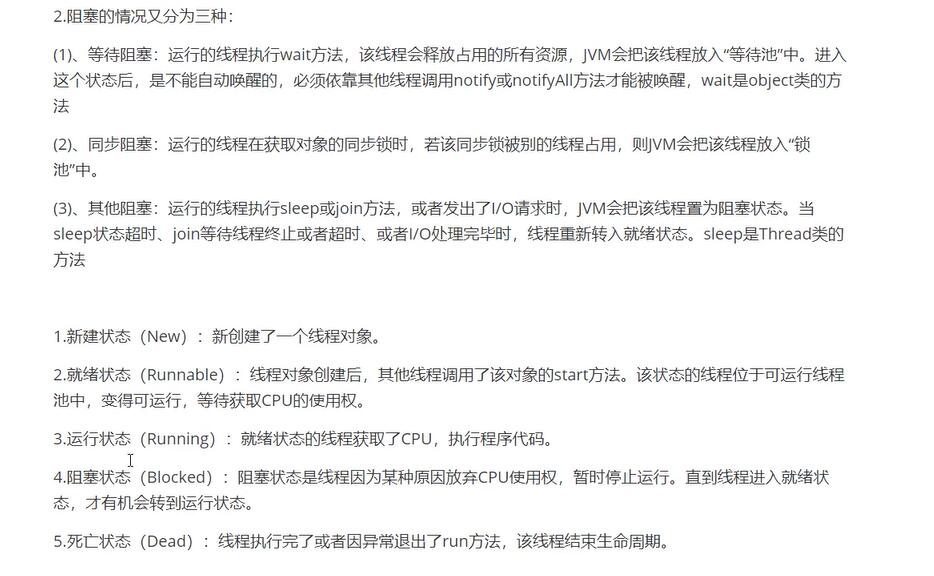 2.阻塞的情况又分为三种：
(1)、等待阻塞：运行的线程执行wait方法，该线程会释放占用的所有资源，JVM会把该线程放入“等待池”中。进入
这个状态后，是不能自动唤醒的，必须依靠其他线程调用notify或notifyAll方法才能被唤醒，wait是object类的方
法
(2)、同步阻塞：运行的线程在获取对象的同步锁时，若该同步锁被别的线程占用，则JVM会把该线程放入“锁
池”中。
(3)、其他阻塞：运行的线程执行sleep或join方法，或者发出了I/O请求时，JVM会把该线程置为阻塞状态。当
sleep状态超时、join等待线程终止或者超时、或者I/O处理完毕时，线程重新转入就绪状态。sleep是Thread类的
方法
1.新建状态（New）：新创建了一个线程对象。
2.就绪状态（Runnable）：线程对象创建后，其他线程调用了该对象的start方法。该状态的线程位于可运行线程
池中，变得可运行，等待获取CPU的使用权。
3.运行状态（Running）：就绪状态的线程获取了CPU，执行程序代码。
4.阻塞状态（Blocked）：阻塞状态是线程因为某种原因放弃CPU使用权，暂时停止运行。直到线程进入就绪状
态，才有机会转到运行状态。
5.死亡状态（Dead）：线程执行完了或者因异常退出了run方法，该线程结束生命周期。